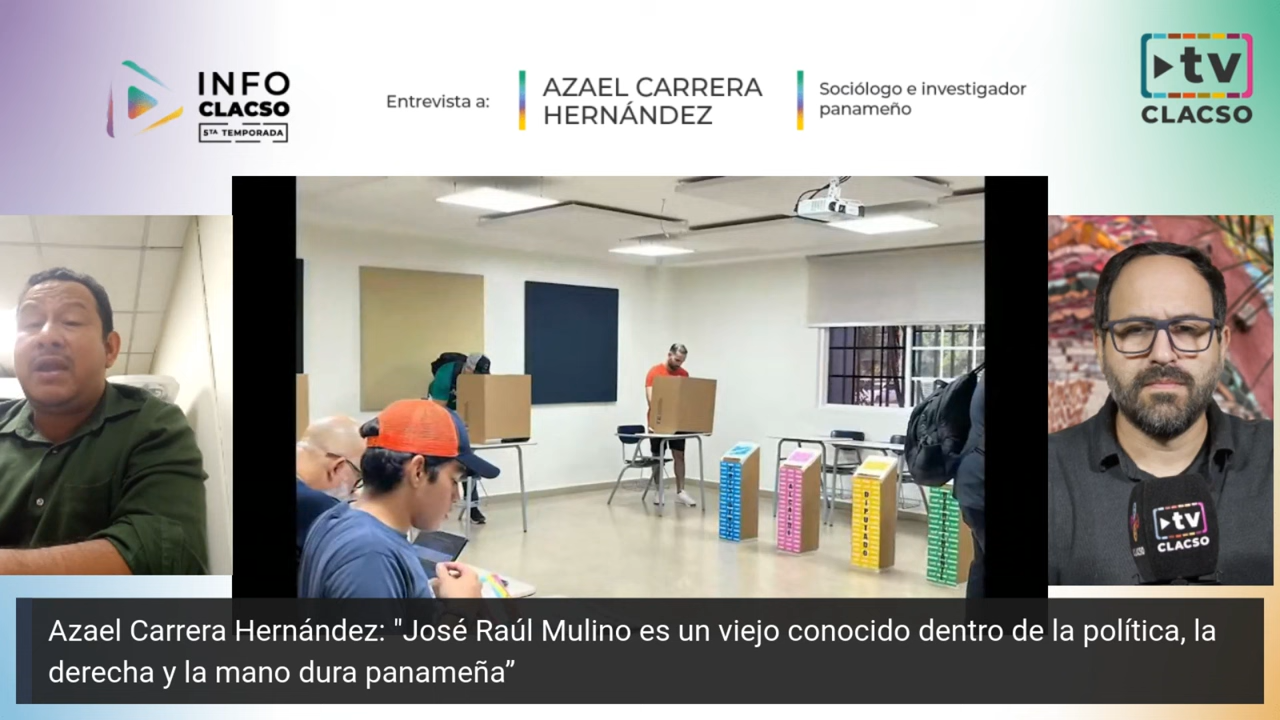 INFO
CLACSO
5TA TEMPORADA
Entrevista a:
AZAEL CARRERA
HERNÁNDEZ
Sociólogo e investigador
panameño
tv
CLACSO
DIPUTADO
tv
CLACSO
Azael Carrera Hernández: "José Raúl Mulino es un viejo conocido dentro de la política, la
derecha y la mano dura panameña”